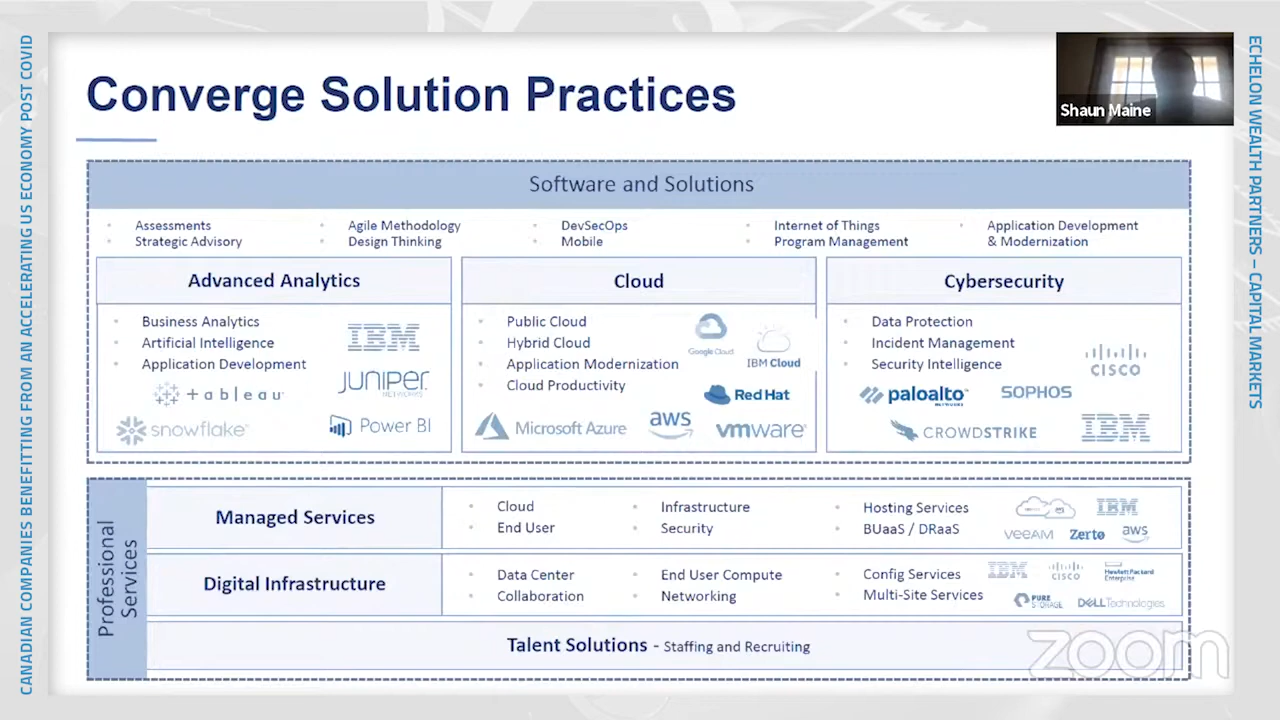 CANADIAN COMPANIES BENEFITTING FROM AN ACCELERATING US ECONOMY POST COVID
ECHELON WEALTH PARTNERS – CAPITAL MARKETS
Converge Solution Practices
Shaun Maine
Software and Solutions
Assessments
Strategic Advisory
Agile Methodology
Design Thinking
DevSecOps
Mobile
Internet of Things
Program Management
Application Development
& Modernization
Advanced Analytics
Business Analytics
Artificial Intelligence
Application Development
IBM
JUNIPER
NETWORKS
+ableau
snowflake
Power BI
Cloud
Public Cloud
Hybrid Cloud
Application Modernization
Cloud Productivity
Google Cloud
IBM Cloud
Red Hat
Microsoft Azure
aws
vmware
Cybersecurity
Data Protection
Incident Management
Security Intelligence
CISCO
paloalto
NETWORKS
SOPHOS
CROWDSTRIKE
IBM
Professional
Services
Managed Services
Cloud
End User
Infrastructure
Security
Hosting Services
BUaaS / DRaaS
IBM
veeam
Zerto
aws
Digital Infrastructure
Data Center
Collaboration
End User Compute
Networking
Config Services
Multi-Site Services
IBM
CISCO
Hewlett Packard
Enterprise
PURE
STORAGE
DELL Technologies
Talent Solutions - Staffing and Recruiting
zoom